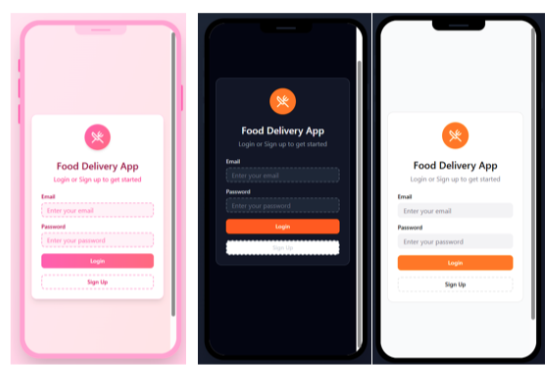 Food Delivery App
Login or Sign up to get started
Email
Enter your email
Password
Enter your password
Login
Sign Up
Food Delivery App
Login or Sign up to get started
Email
Enter your email
Password
Enter your password
Login
Sign Up
Food Delivery App
Login or Sign up to get started
Email
Enter your email
Password
Enter your password
Login
Sign Up